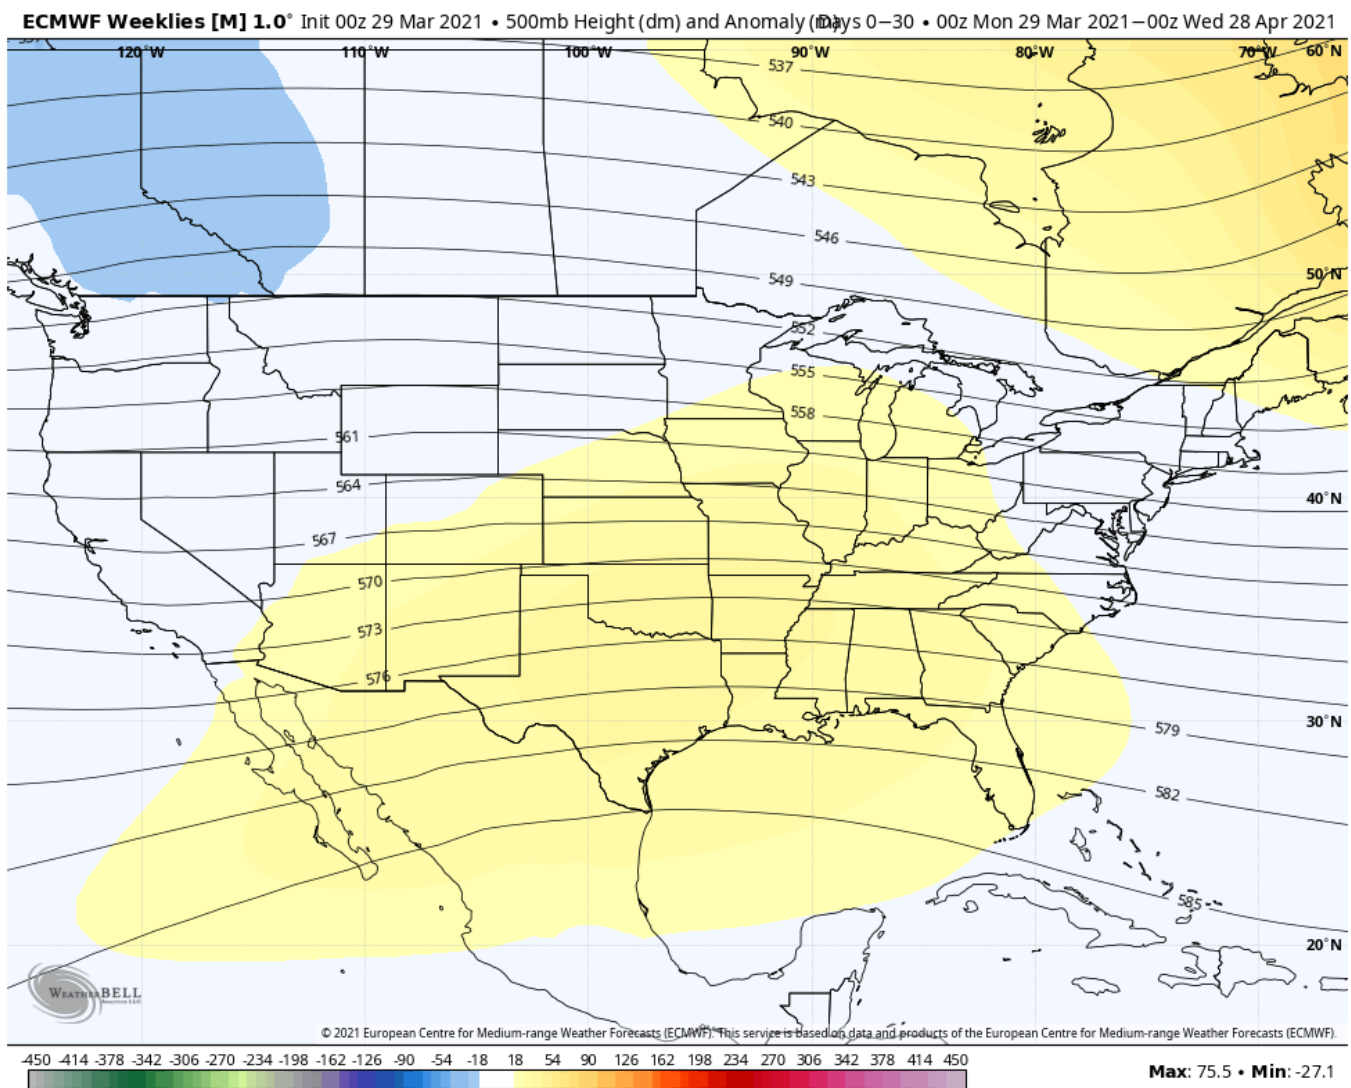 ECMWF Weeklies [M] 1.0° Init 00z 29 Mar 2021 • 500mb Height (dm) and Anomaly (m) Days 0−30 • 00z Mon 29 Mar 2021−00z Wed 28 Apr 2021
120°W 110°W 100°W 90°W 80°W 70°W 60°N
537
540
543
546
549
50°N
552
555
558
561
564
40°N
567
570
573
576
579
30°N
582
585
20°N
WEATHERBELL
ANALYTICS LLC
© 2021 European Centre for Medium-range Weather Forecasts (ECMWF). This service is based on data and products of the European Centre for Medium-range Weather Forecasts (ECMWF).
-450 -414 -378 -342 -306 -270 -234 -198 -162 -126 -90 -54 -18 18 54 90 126 162 198 234 270 306 342 378 414 450
Max: 75.5 • Min: -27.1